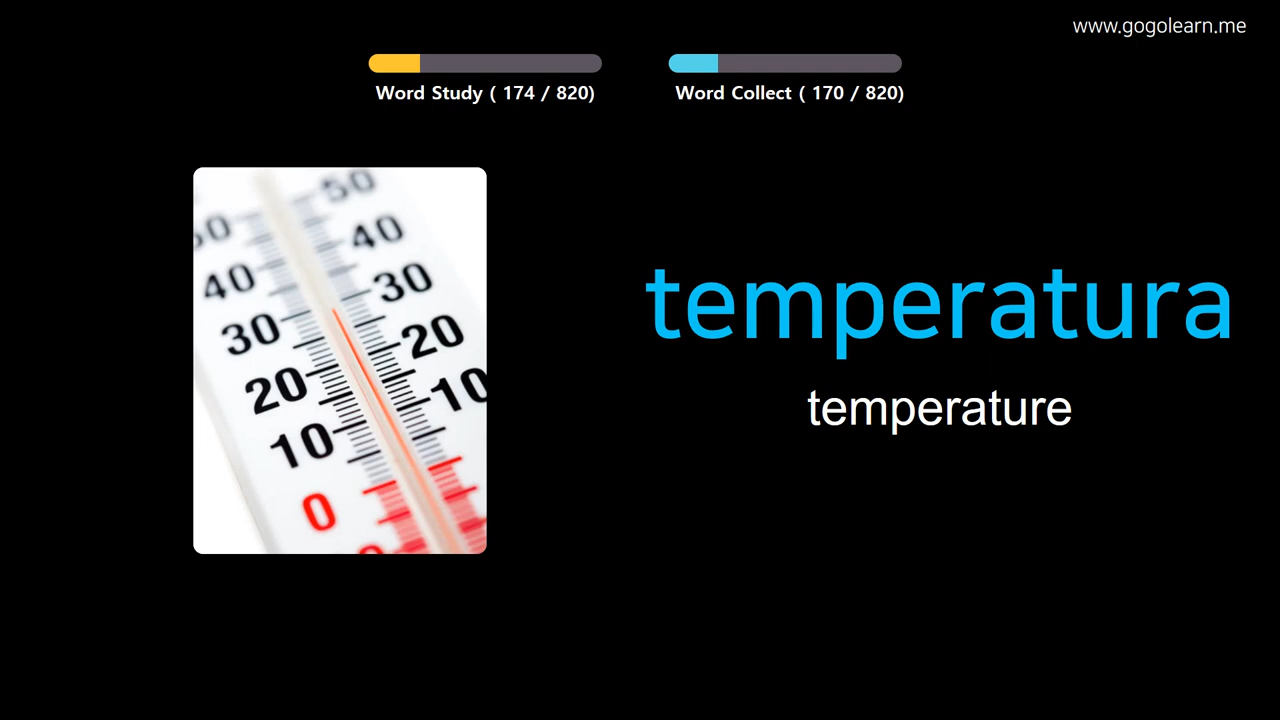 www.gogolearn.me
Word Study ( 174 / 820)
Word Collect ( 170 / 820)
50
50
40
40
30
30
20
20
10
10
0
temperatura
temperature